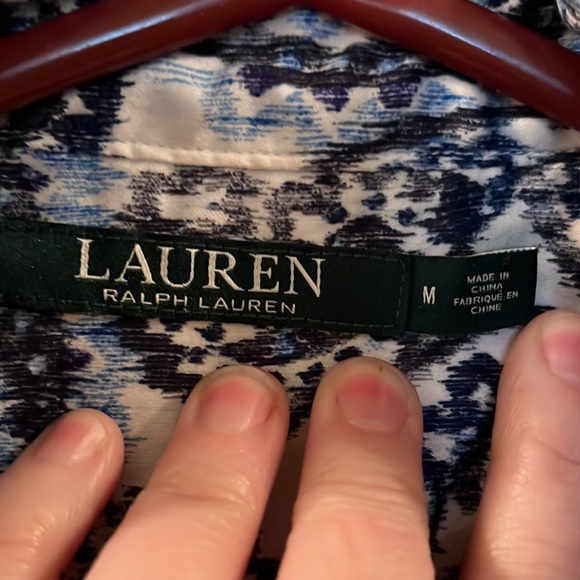 LAUREN
RALPH LAUREN
M
MADE IN
CHINA
FABRIQUÉ EN
CHINE